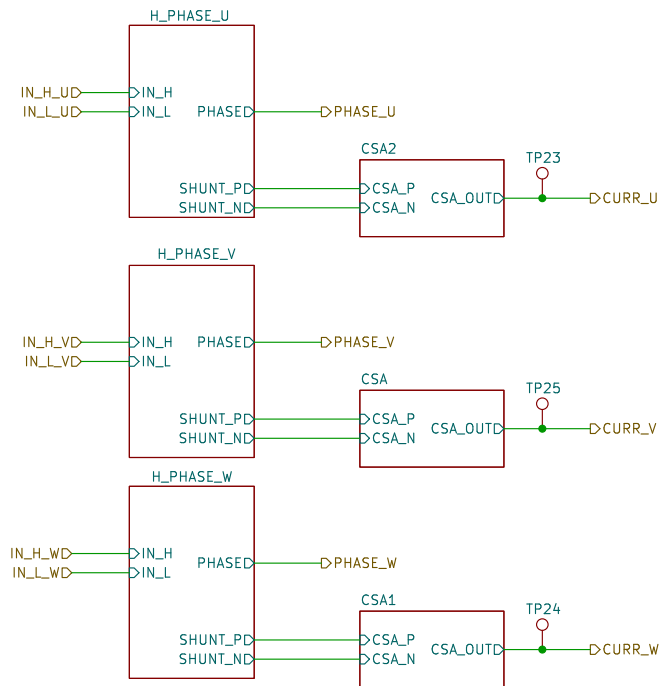 H_PHASE_U
IN_H_U IN_H
IN_L_U IN_L PHASE PHASE_U
CSA2
TP23
SHUNT_P CSA_P CSA_OUT CURR_U
SHUNT_N CSA_N
H_PHASE_V
IN_H_V IN_H PHASE PHASE_V
IN_L_V IN_L
CSA
TP25
SHUNT_P CSA_P CSA_OUT CURR_V
SHUNT_N CSA_N
H_PHASE_W
IN_H_W IN_H PHASE PHASE_W
IN_L_W IN_L
CSA1
TP24
SHUNT_P CSA_P CSA_OUT CURR_W
SHUNT_N CSA_N